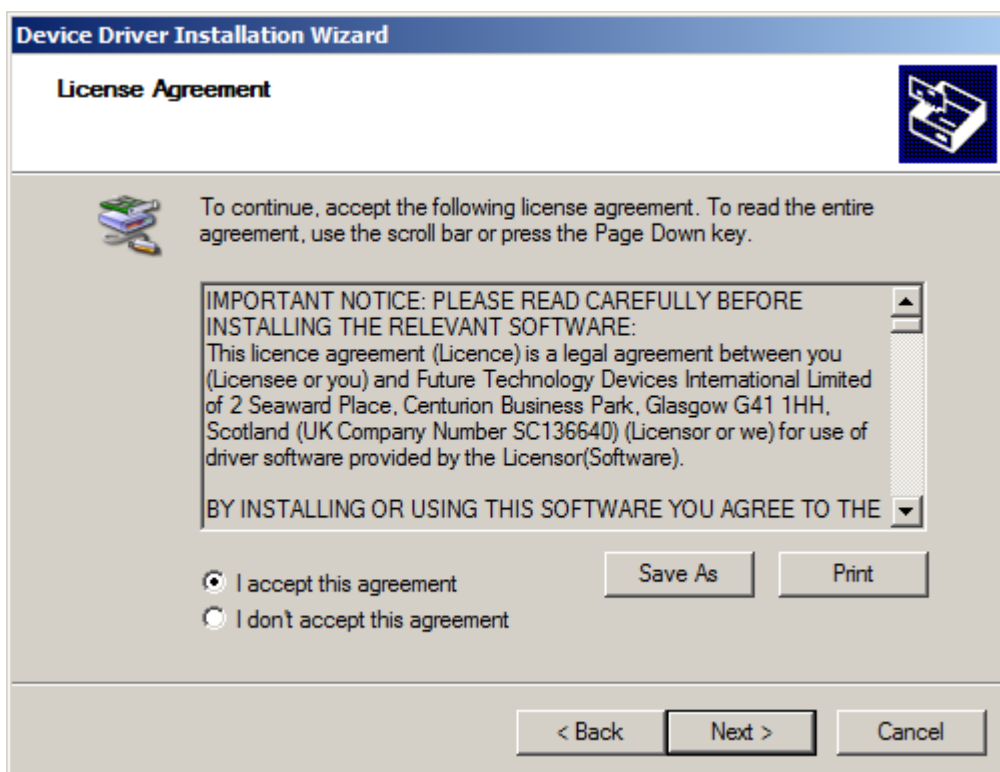 Device Driver Installation Wizard
License Agreement
To continue, accept the following license agreement. To read the entire
agreement, use the scroll bar or press the Page Down key.
IMPORTANT NOTICE: PLEASE READ CAREFULLY BEFORE
INSTALLING THE RELEVANT SOFTWARE:
This licence agreement (Licence) is a legal agreement between you
(Licensee or you) and Future Technology Devices International Limited
of 2 Seaward Place, Centurion Business Park, Glasgow G41 1HH,
Scotland (UK Company Number SC136640) (Licensor or we) for use of
driver software provided by the Licensor(Software).
BY INSTALLING OR USING THIS SOFTWARE YOU AGREE TO THE
I accept this agreement
Save As
Print
I don't accept this agreement
< Back
Next >
Cancel